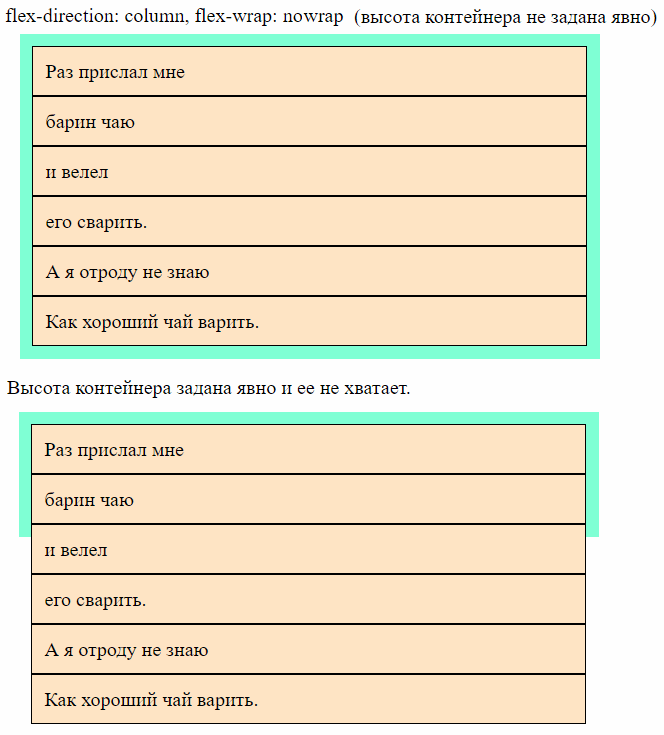 flex-direction: column, flex-wrap: nowrap (высота контейнера не задана явно)
Раз прислал мне
барин чаю
и велел
его сварить.
А я отроду не знаю
Как хороший чай варить.
Высота контейнера задана явно и ее не хватает.
Раз прислал мне
барин чаю
и велел
его сварить.
А я отроду не знаю
Как хороший чай варить.